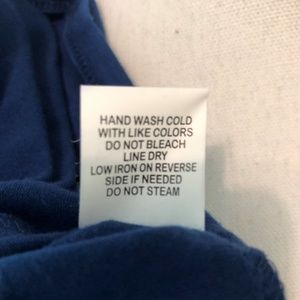 HAND WASH COLD
WITH LIKE COLORS
DO NOT BLEACH
LINE DRY
LOW IRON ON REVERSE
SIDE IF NEEDED
DO NOT STEAM